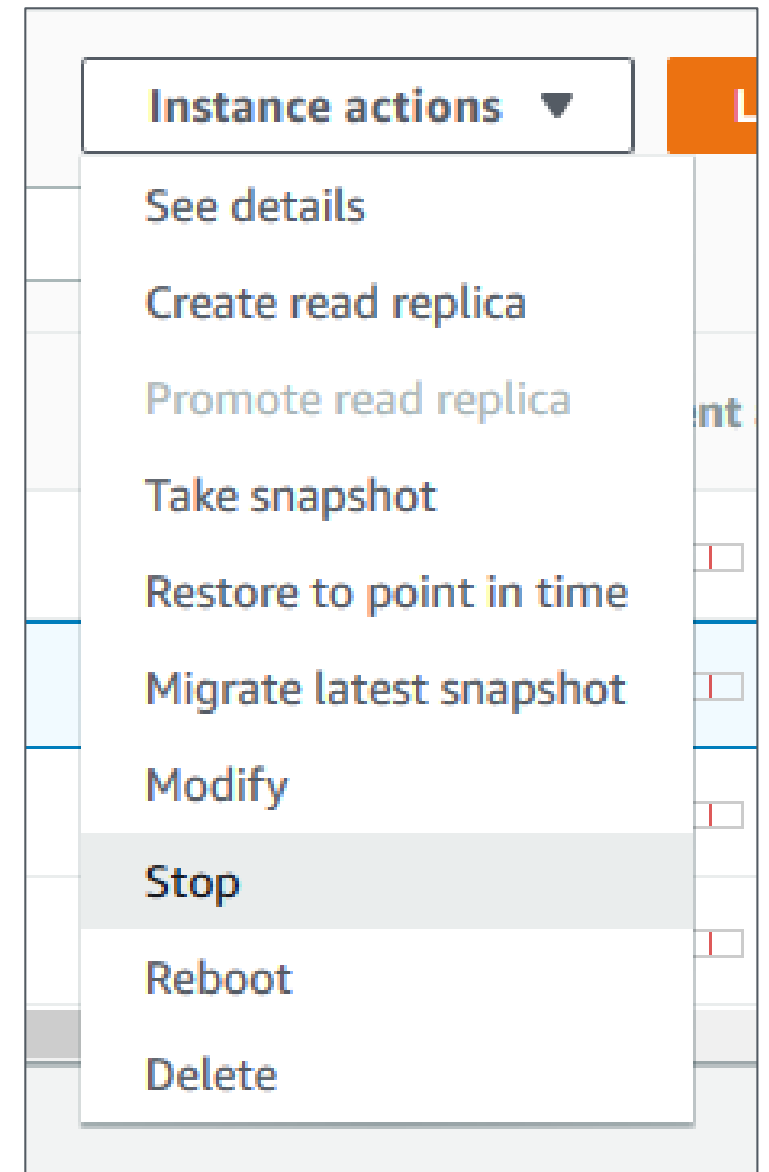 Instance actions
See details
Create read replica
Promote read replica
Take snapshot
Restore to point in time
Migrate latest snapshot
Modify
Stop
Reboot
Delete